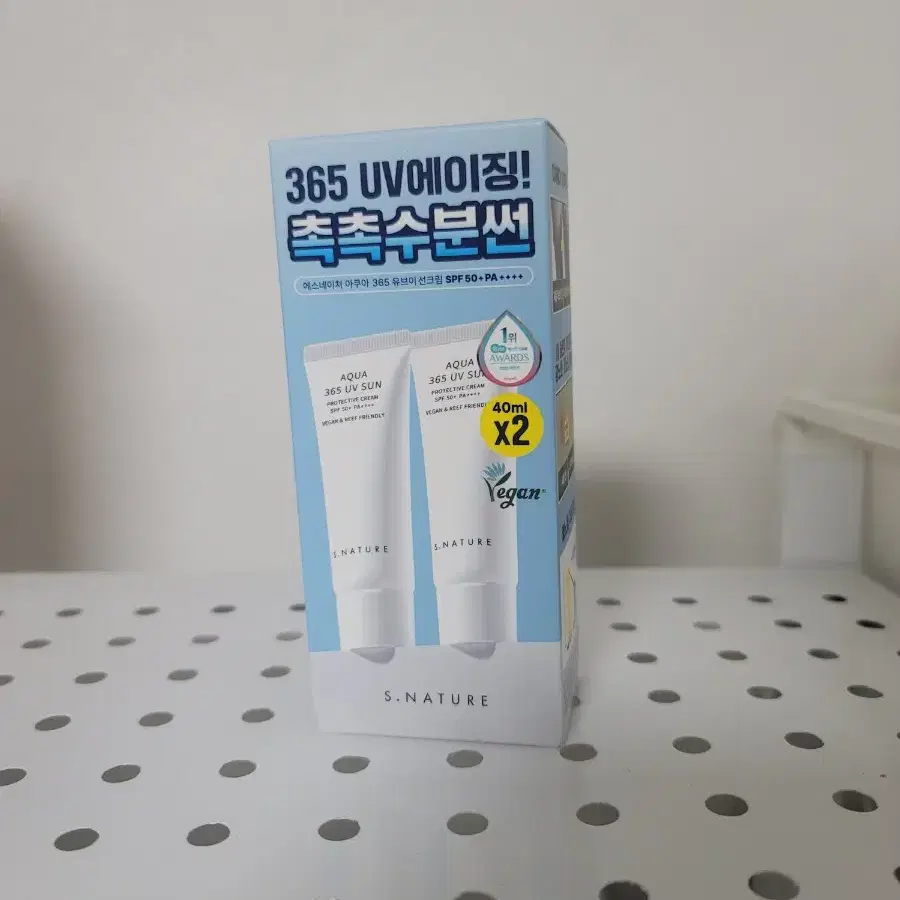 365 UV에이징!
촉촉수분썬
에스네이처 아쿠아 365 유브이 선크림 SPF 50+ PA++++
AQUA
365 UV SUN
PROTECTIVE CREAM
SPF 50+ PA++++
VEGAN & REEF FRIENDLY
S.NATURE
AQUA
365 UV SUN
PROTECTIVE CREAM
SPF 50+ PA++++
VEGAN & REEF FRIENDLY
S.NATURE
1위
AWARDS
40ml
X2
Vegan
S.NATURE